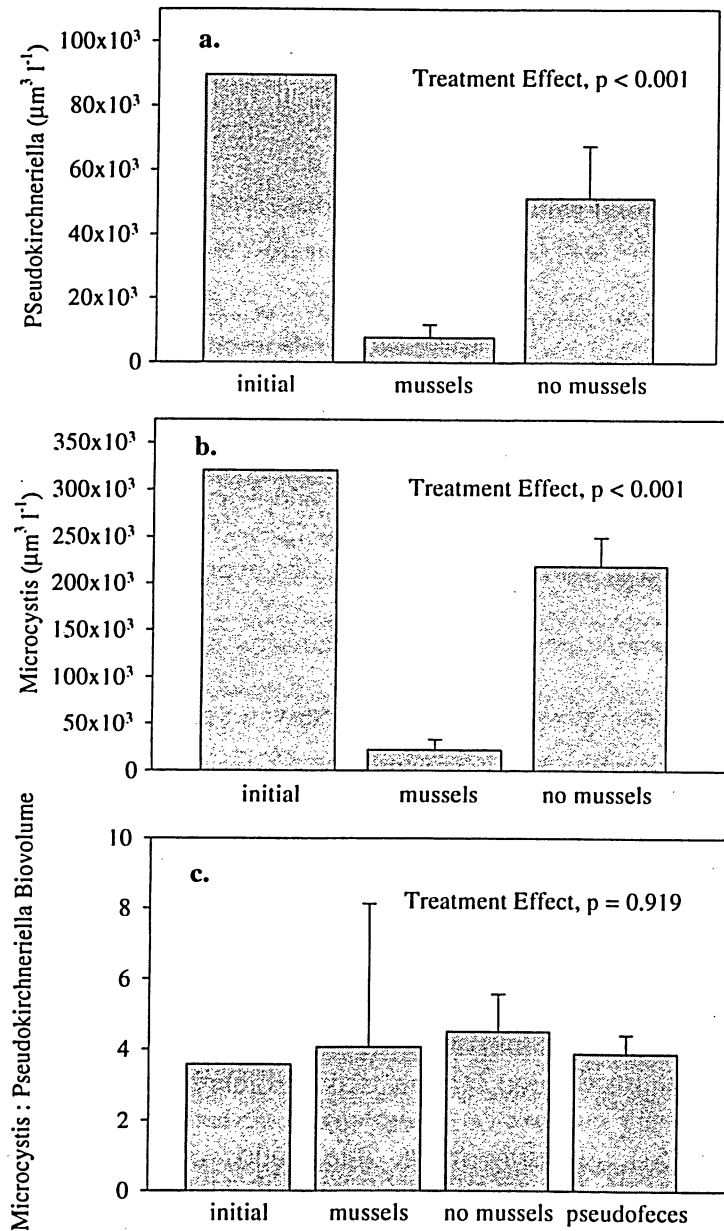 a.
Treatment Effect, p < 0.001
PSeudokirchneriella (μm³ l⁻¹)
100x10³
80x10³
60x10³
40x10³
20x10³
0
initial mussels no mussels
b.
Treatment Effect, p < 0.001
Microcystis (μm³ l⁻¹)
350x10³
300x10³
250x10³
200x10³
150x10³
100x10³
50x10³
0
initial mussels no mussels
c.
Treatment Effect, p = 0.919
Microcystis : Pseudokirchneriella Biovolume
10
8
6
4
2
0
initial mussels no mussels pseudofeces